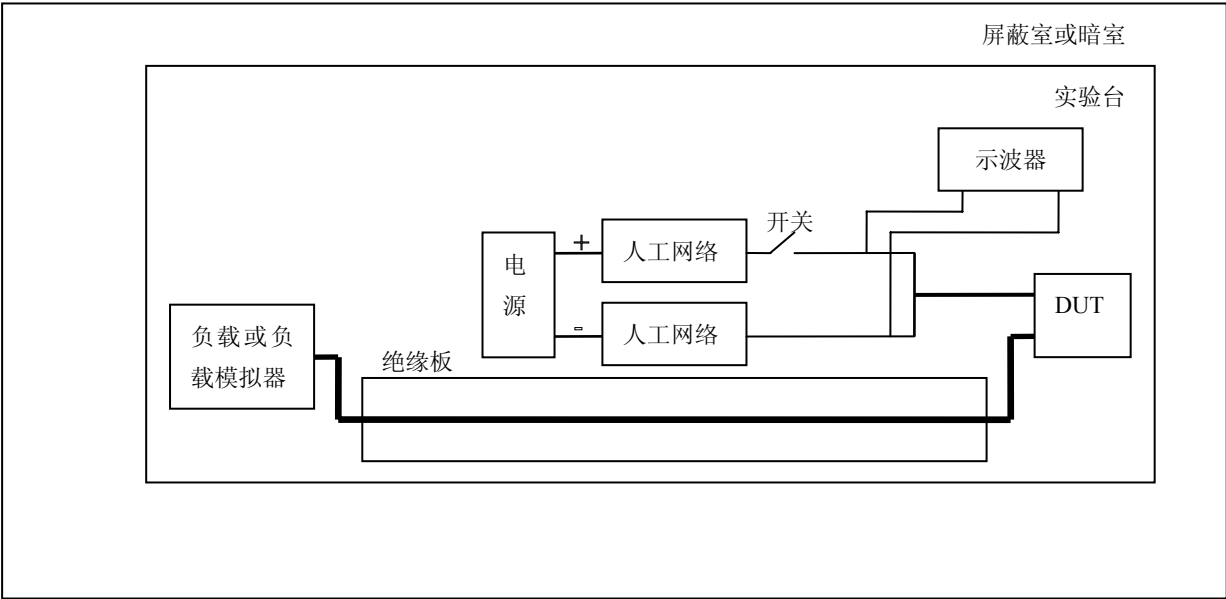 屏蔽室或暗室
实验台
示波器
开关
+
人工网络
电
源
DUT
-
人工网络
负载或负
载模拟器
绝缘板